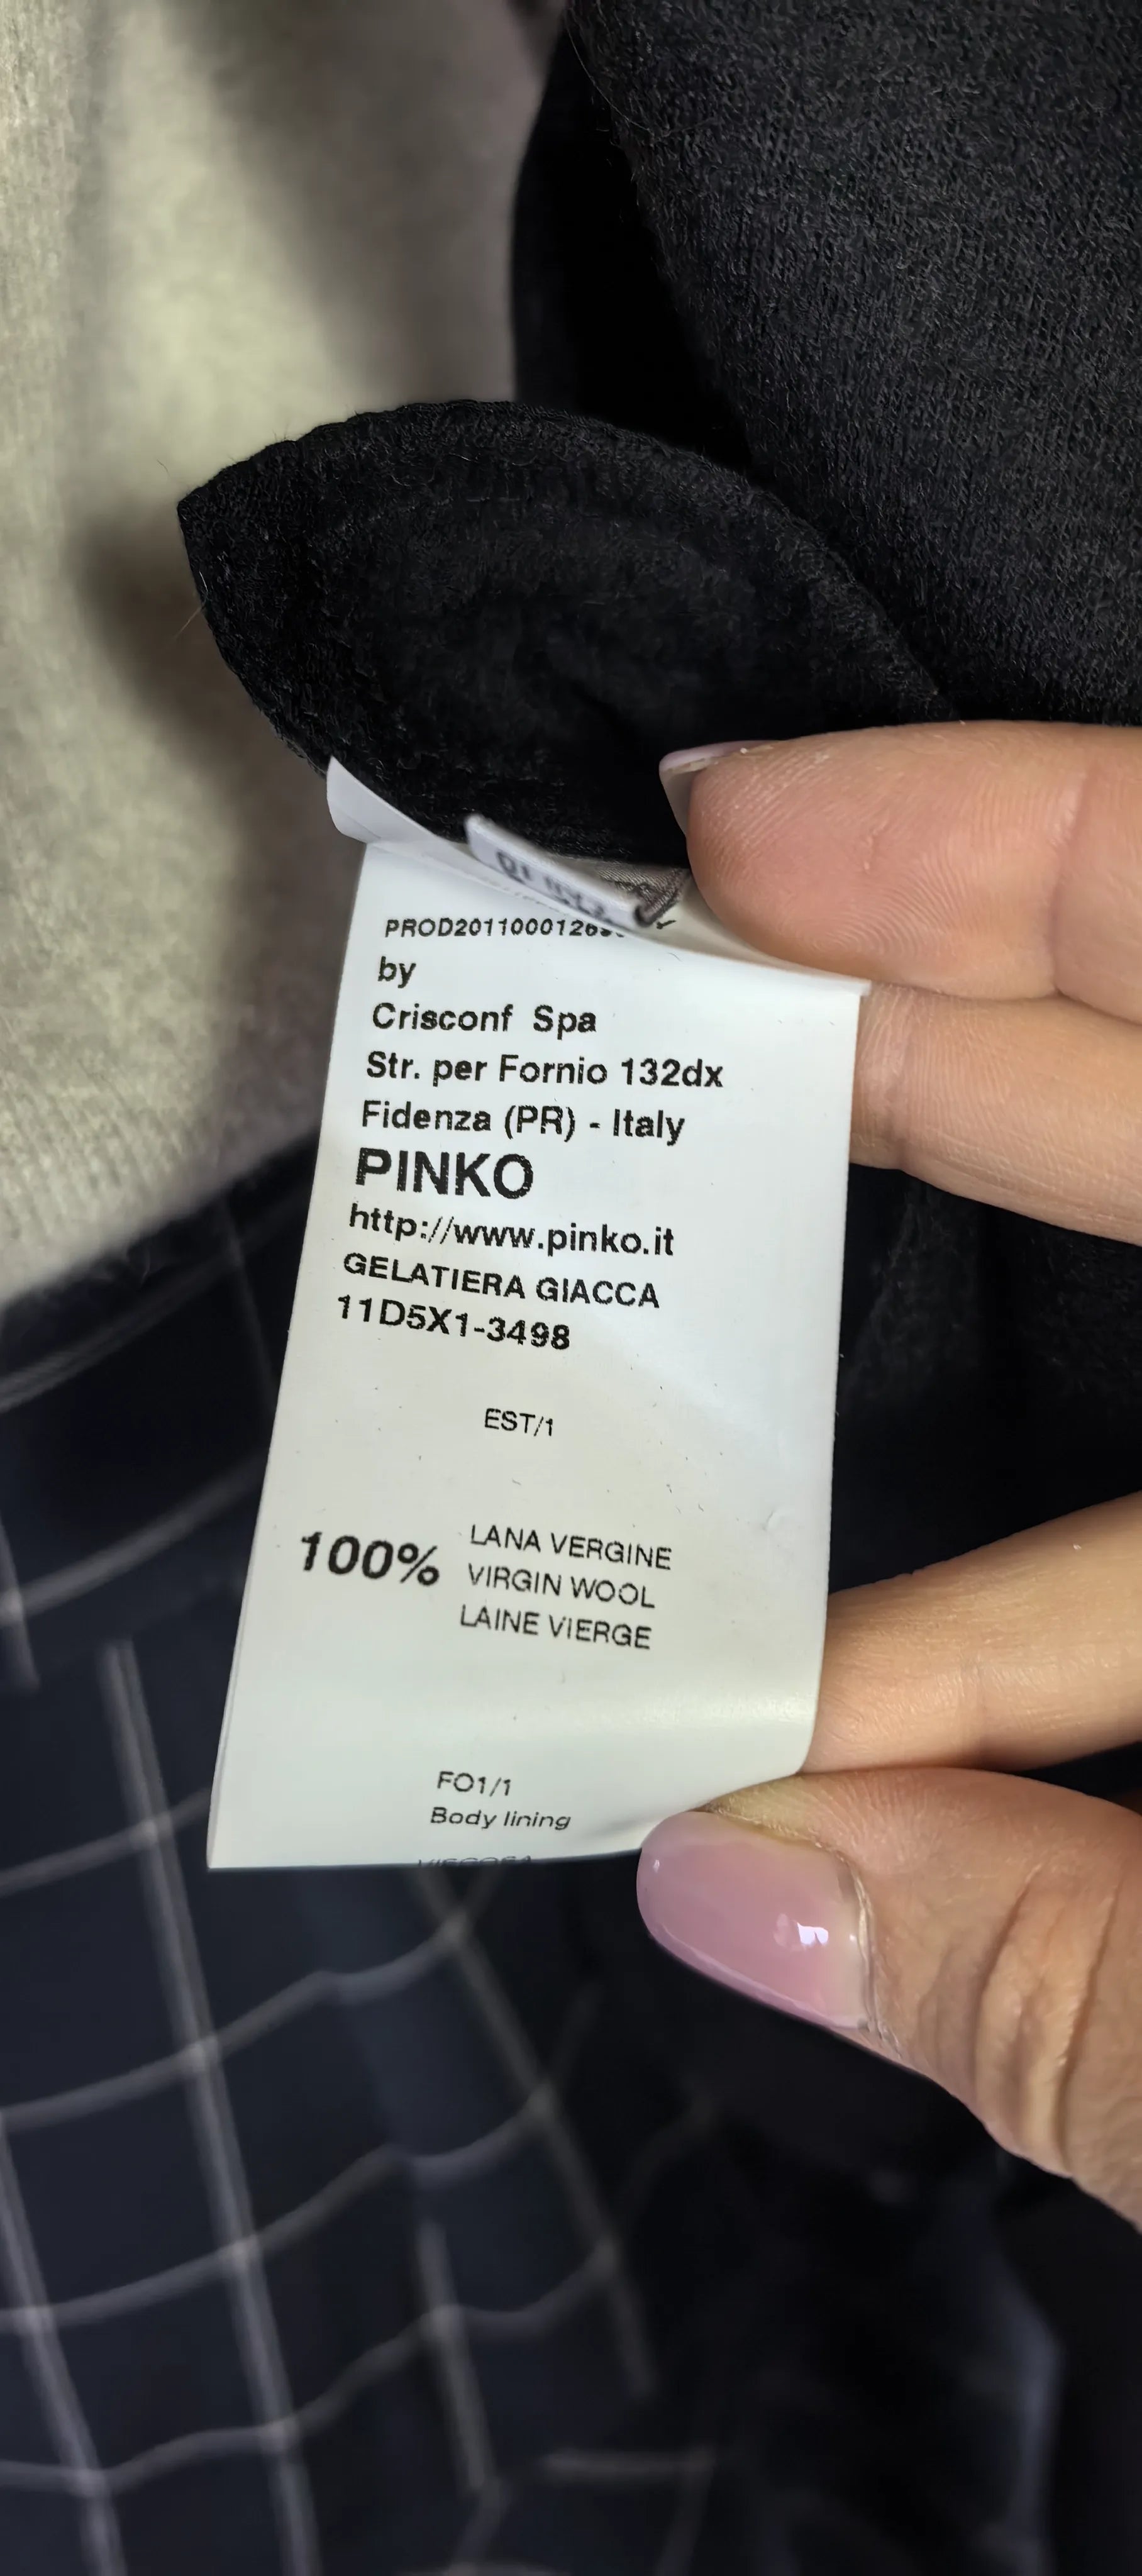 by
Crisconf Spa
Str. per Fornio 132dx
Fidenza (PR) - Italy
PINKO
http://www.pinko.it
GELATIERA GIACCA
11D5X1-3498
EST/1
100%
LANA VERGINE
VIRGIN WOOL
LAINE VIERGE
FO1/1
Body lining